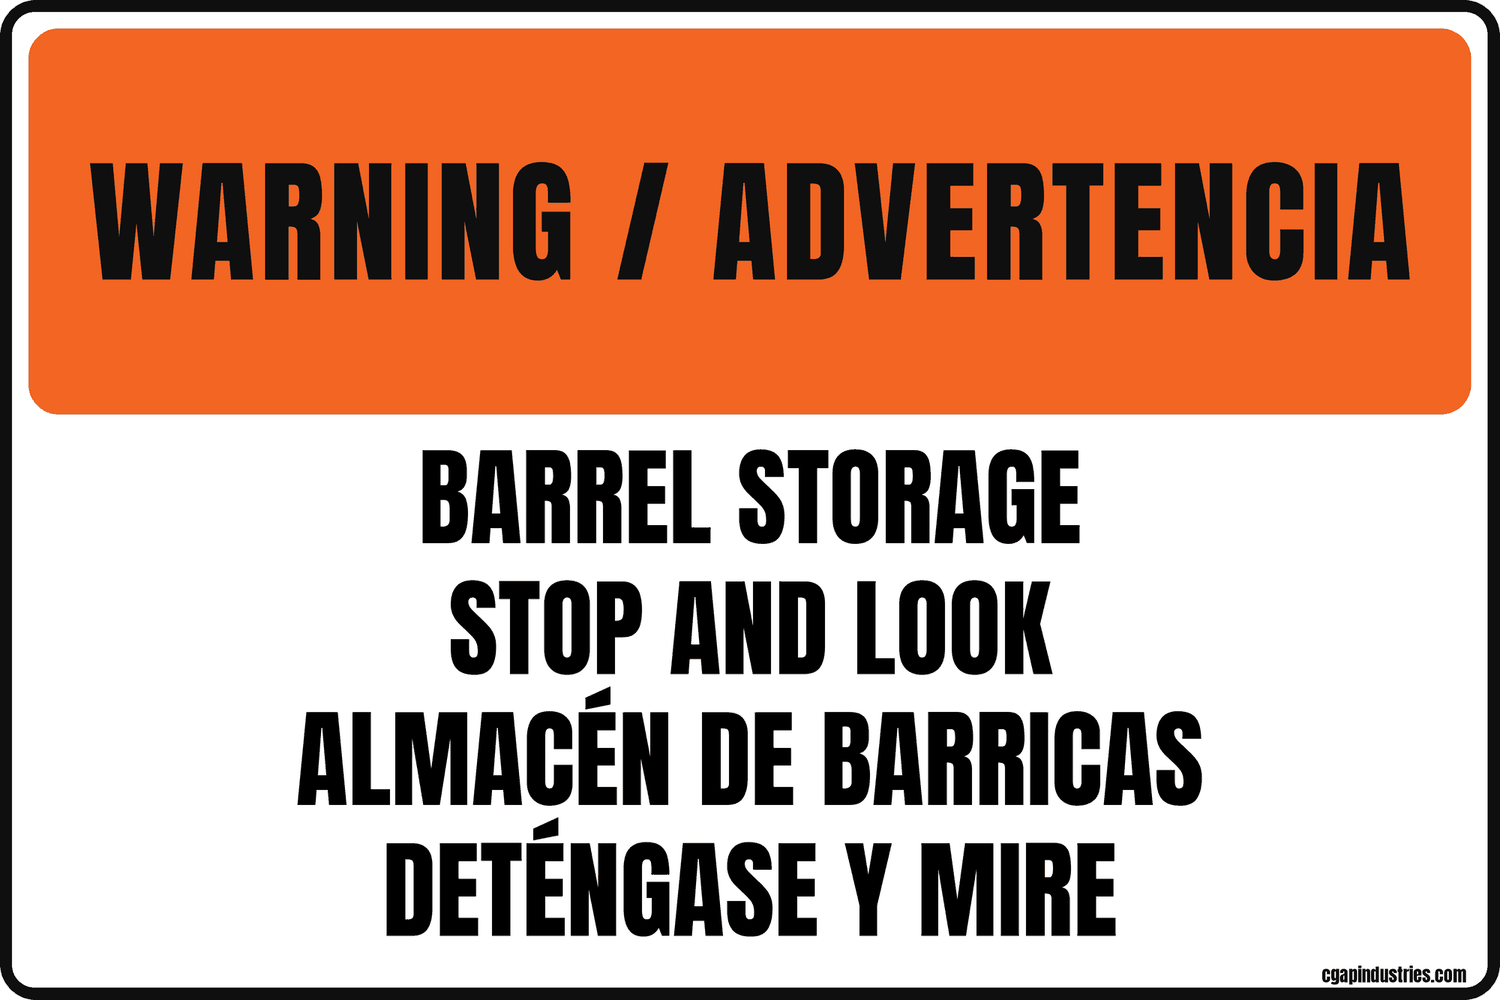 WARNING / ADVERTENCIA
BARREL STORAGE
STOP AND LOOK
ALMACÉN DE BARRICAS
DETÉNGASE Y MIRE
cgapindustries.com